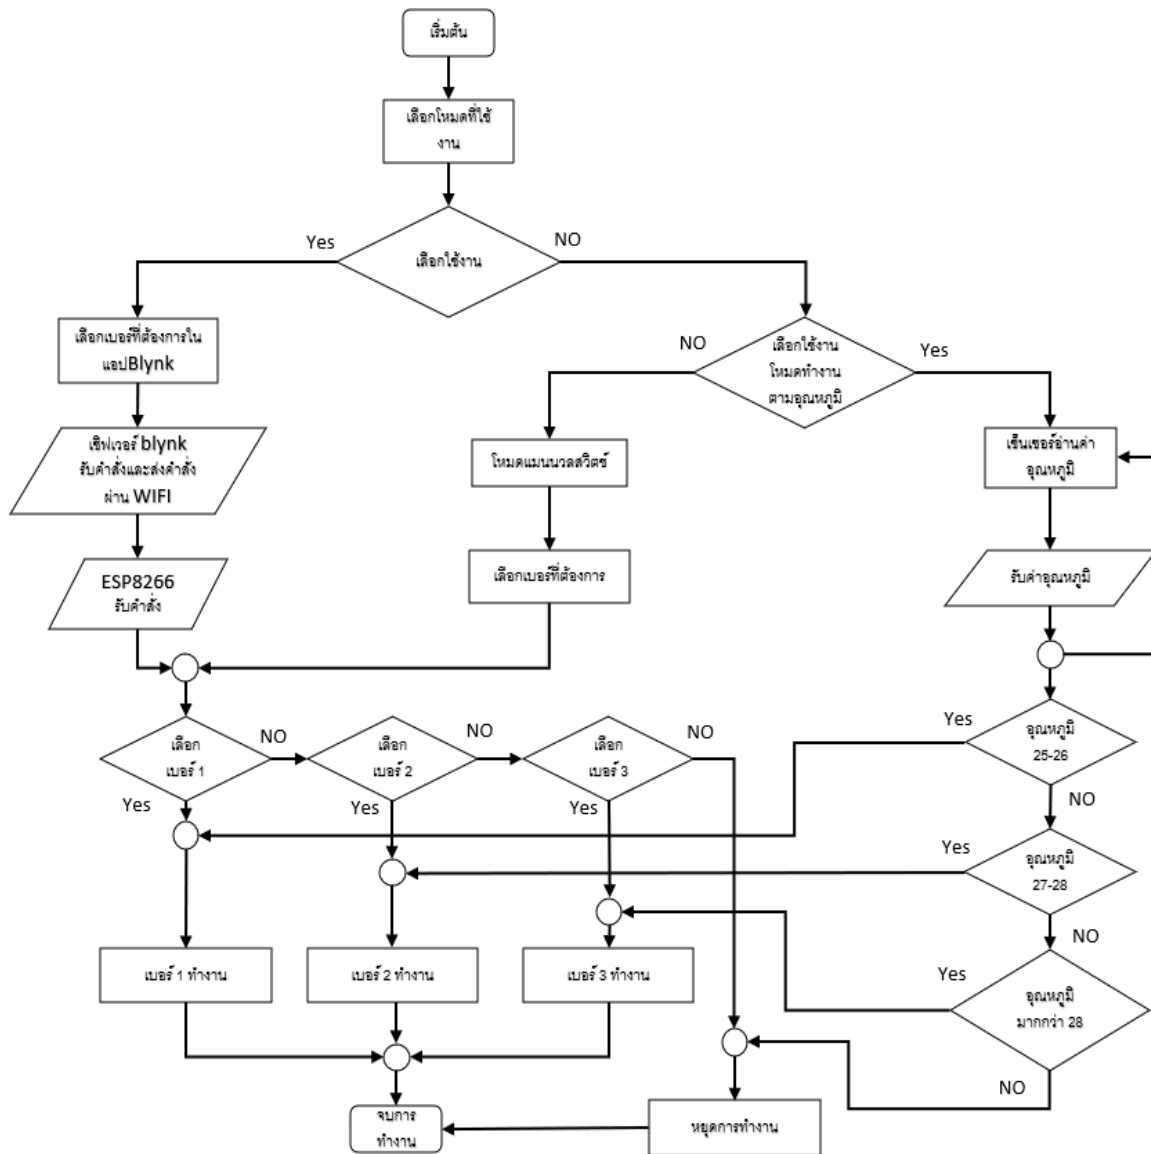 เริ่มต้น
เลือกโหมดที่ใช้
งาน
Yes
NO
เลือกใช้งาน
เลือกเบอร์ที่ต้องการใน
แอปBlynk
NO
เลือกใช้งาน
โหมดทำงาน
ตามอุณหภูมิ
Yes
เซิฟเวอร์ blynk
รับคำสั่งและส่งคำสั่ง
ผ่าน WIFI
โหมดแมนนวลสวิตซ์
เซ็นเซอร์อ่านค่า
อุณหภูมิ
ESP8266
รับคำสั่ง
เลือกเบอร์ที่ต้องการ
รับค่าอุณหภูมิ
เลือก
เบอร์ 1
NO
เลือก
เบอร์ 2
NO
เลือก
เบอร์ 3
NO
Yes
อุณหภูมิ
25-26
Yes
Yes
Yes
NO
Yes
อุณหภูมิ
27-28
NO
เบอร์ 1 ทำงาน
เบอร์ 2 ทำงาน
เบอร์ 3 ทำงาน
Yes
อุณหภูมิ
มากกว่า 28
NO
จบการ
ทำงาน
หยุดการทำงาน